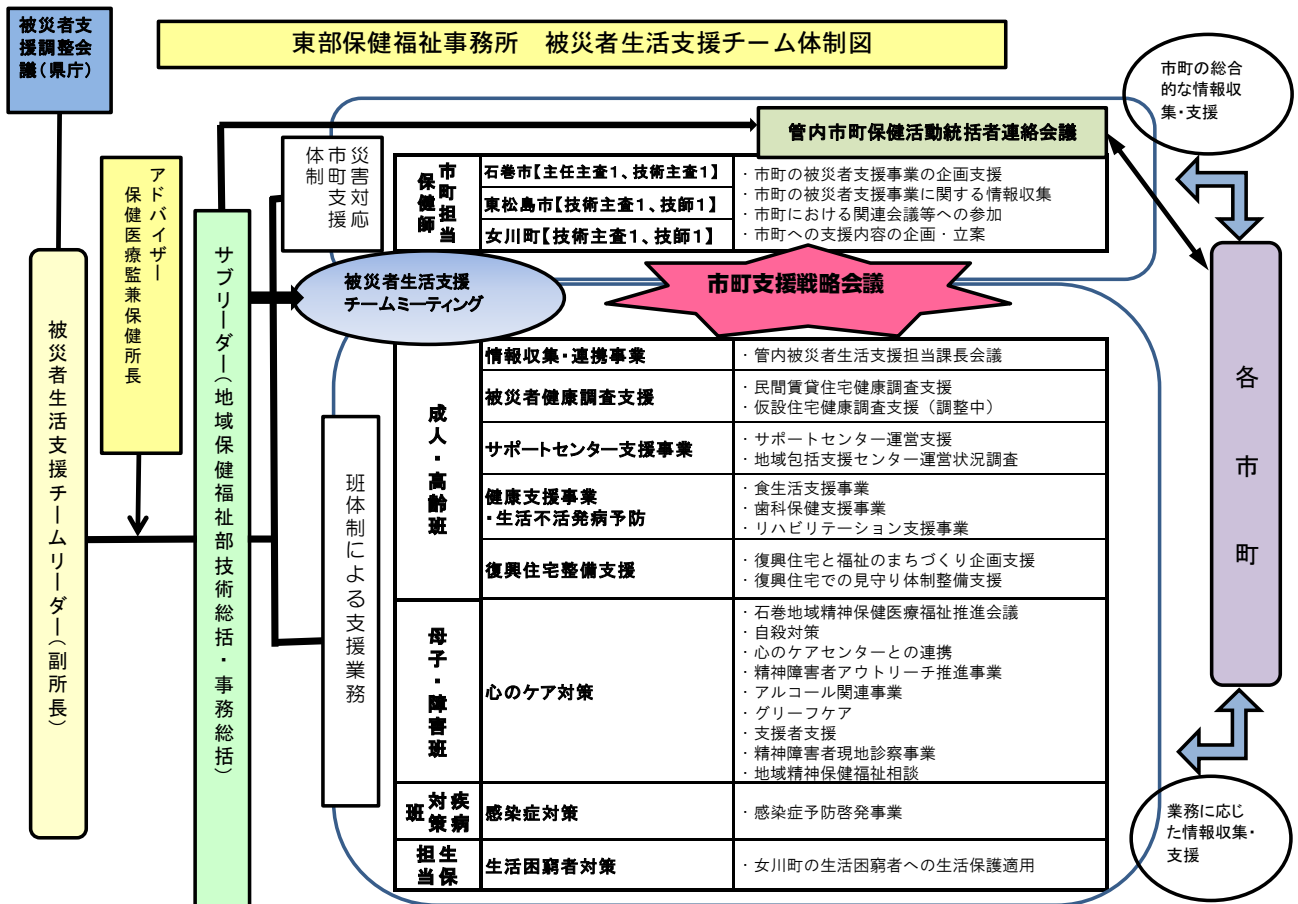 被災者支
援調整会
議（県庁）
東部保健福祉事務所　被災者生活支援チーム体制図
市町の総合
的な情報収
集・支援
アドバイザー
保健医療監兼保健所長
被災者生活支援チームリーダー（副所長）
サブリーダー（地域保健福祉部技術総括・事務総括）
災害対応
市町支援
体制
管内市町保健活動統括者連絡会議
市町担当
保健師
石巻市【主任主査1、技術主査1】
東松島市【技術主査1、技師1】
女川町【技術主査1、技師1】
・市町の被災者支援事業の企画支援
・市町の被災者支援事業に関する情報収集
・市町における関連会議等への参加
・市町への支援内容の企画・立案
被災者生活支援
チームミーティング
市町支援戦略会議
班体制による支援業務
成人・高齢班
情報収集・連携事業
・管内被災者生活支援担当課長会議
被災者健康調査支援
・民間賃貸住宅健康調査支援
・仮設住宅健康調査支援（調整中）
サポートセンター支援事業
・サポートセンター運営支援
・地域包括支援センター運営状況調査
健康支援事業
・生活不活発病予防
・食生活支援事業
・歯科保健支援事業
・リハビリテーション支援事業
復興住宅整備支援
・復興住宅と福祉のまちづくり企画支援
・復興住宅での見守り体制整備支援
母子・障害班
心のケア対策
・石巻地域精神保健医療福祉推進会議
・自殺対策
・心のケアセンターとの連携
・精神障害者アウトリーチ推進事業
・アルコール関連事業
・グリーフケア
・支援者支援
・精神障害者現地診察事業
・地域精神保健福祉相談
疾病
対策
班
感染症対策
・感染症予防啓発事業
生保
担当
生活困窮者対策
・女川町の生活困窮者への生活保護適用
各市町
業務に応じ
た情報収集・
支援